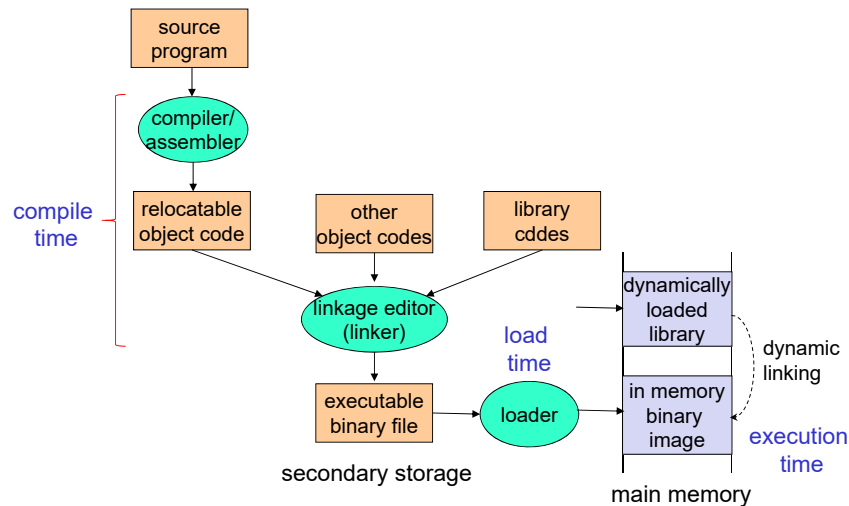 source
program
compiler/
assembler
compile
time
relocatable
object code
other
object codes
library
cddes
linkage editor
(linker)
load
time
dynamically
loaded
library
dynamic
linking
executable
binary file
loader
in memory
binary
image
execution
time
secondary storage
main memory